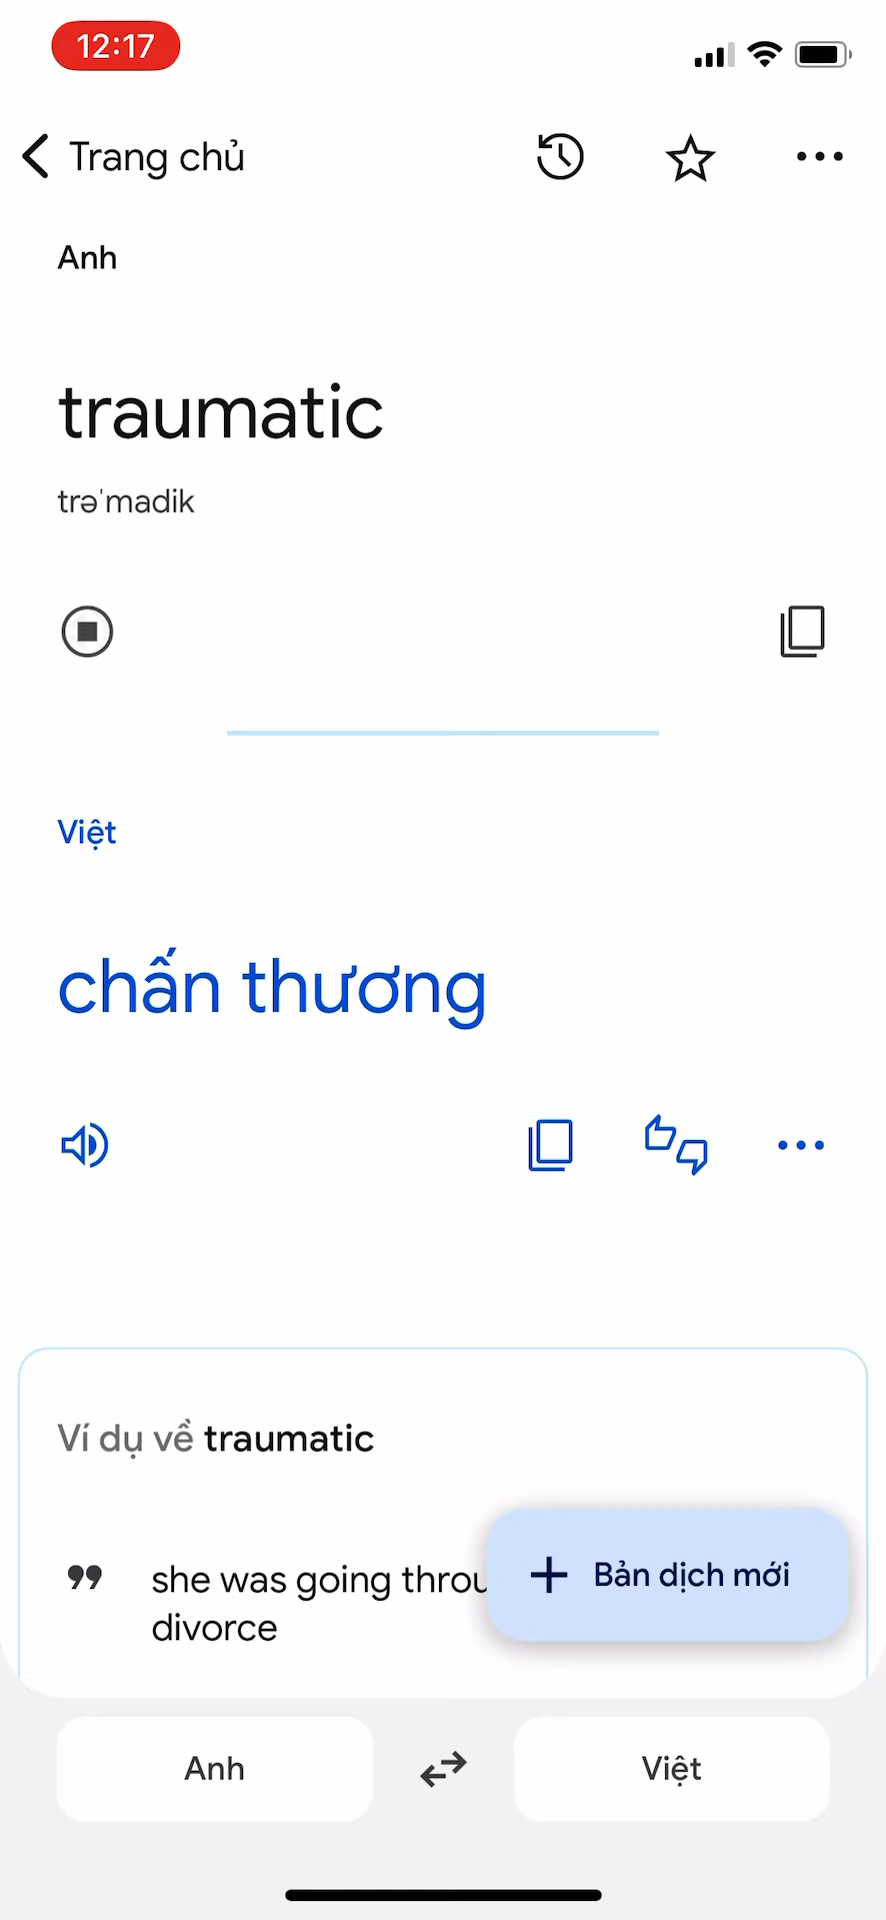 12:17
Trang chủ
Anh
traumatic
trəˈmadik
Việt
chấn thương
Ví dụ về traumatic
she was going
divorce
+ Bản dịch mới
Anh
Việt